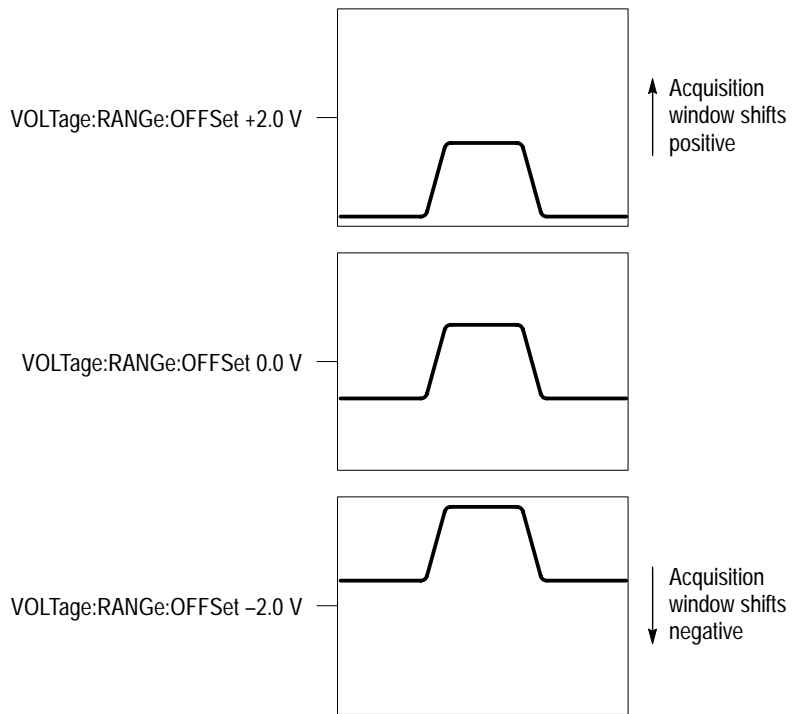 VOLTage:RANGe:OFFSet +2.0 V
Acquisition
window shifts
positive
VOLTage:RANGe:OFFSet 0.0 V
VOLTage:RANGe:OFFSet –2.0 V
Acquisition
window shifts
negative